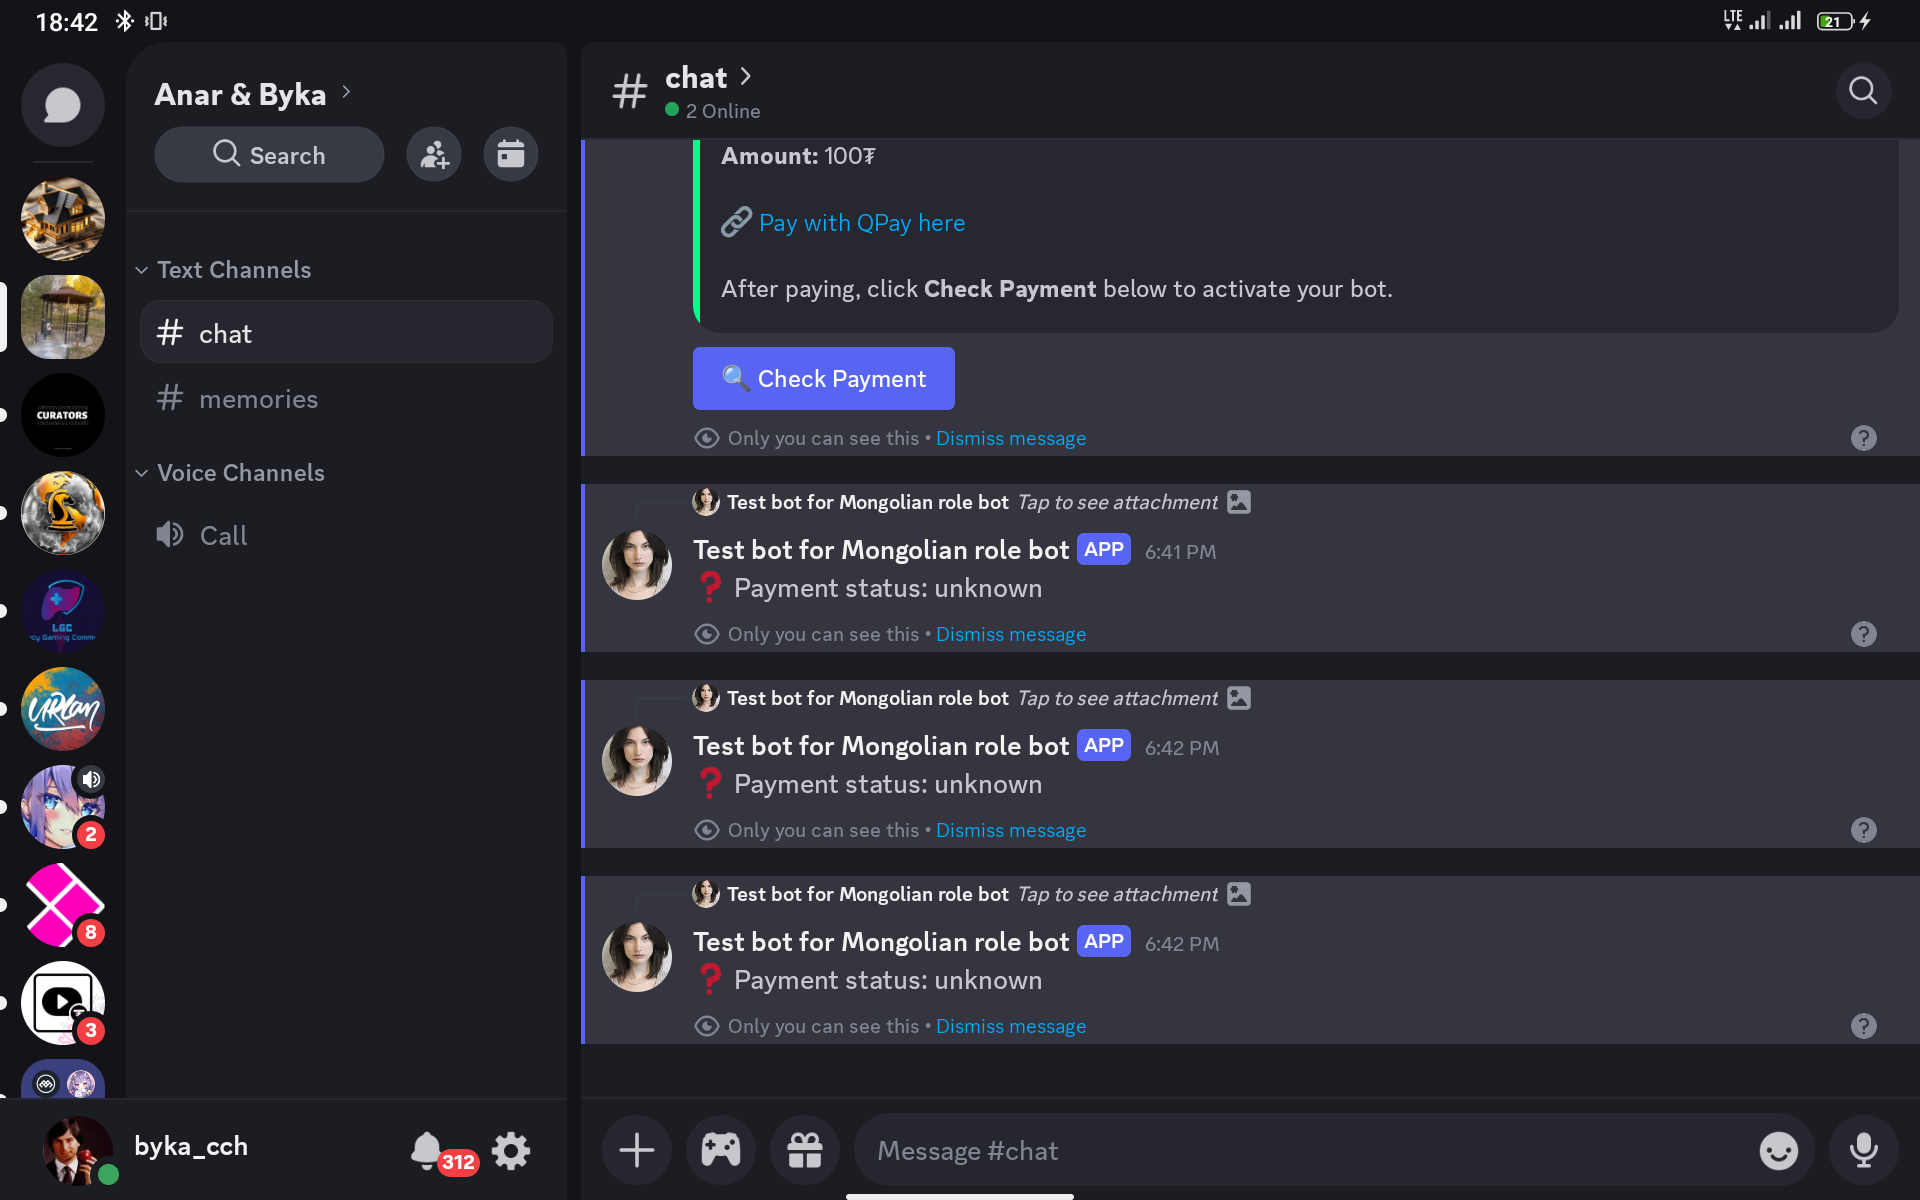 18:42
LTE
21
Anar & Byka
Search
Text Channels
chat
memories
Voice Channels
Call
CURATORS
LGC
cy Gaming Comm
URLan
2
8
3
byka_cch
312
chat
2 Online
Amount: 100₮
Pay with QPay here
After paying, click Check Payment below to activate your bot.
Check Payment
Only you can see this • Dismiss message
Test bot for Mongolian role bot Tap to see attachment
Test bot for Mongolian role bot APP 6:41 PM
❓ Payment status: unknown
Only you can see this • Dismiss message
Test bot for Mongolian role bot Tap to see attachment
Test bot for Mongolian role bot APP 6:42 PM
❓ Payment status: unknown
Only you can see this • Dismiss message
Test bot for Mongolian role bot Tap to see attachment
Test bot for Mongolian role bot APP 6:42 PM
❓ Payment status: unknown
Only you can see this • Dismiss message
Message #chat